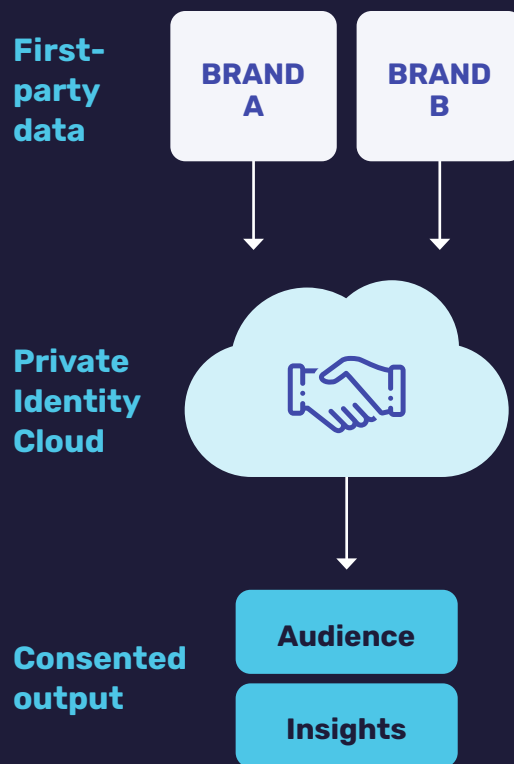 First-
party
data
BRAND
A
BRAND
B
Private
Identity
Cloud
Consented
output
Audience
Insights